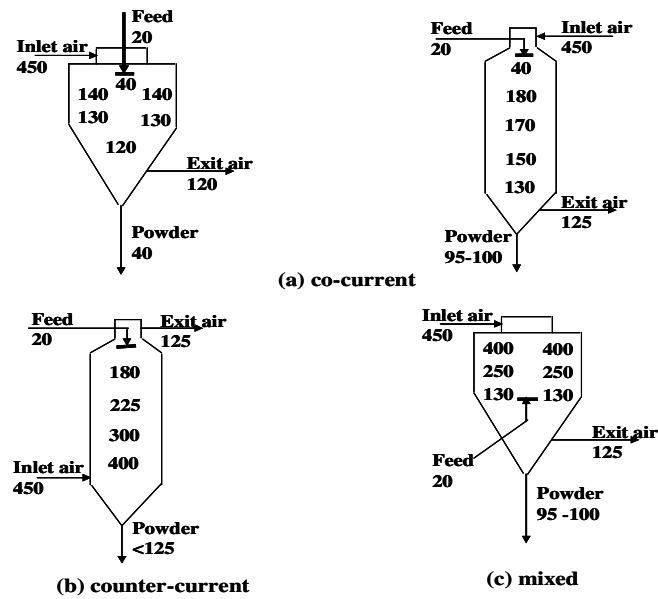 Feed
20
Inlet air
450
40
140 140
130 130
120
Exit air
120
Powder
40
Feed
20
Inlet air
450
40
180
170
150
130
Exit air
125
Powder
95-100
(a) co-current
Feed
20
Exit air
125
180
225
300
400
Inlet air
450
Powder
<125
(b) counter-current
Inlet air
450
400 400
250 250
130 130
Feed
20
Exit air
125
Powder
95 -100
(c) mixed